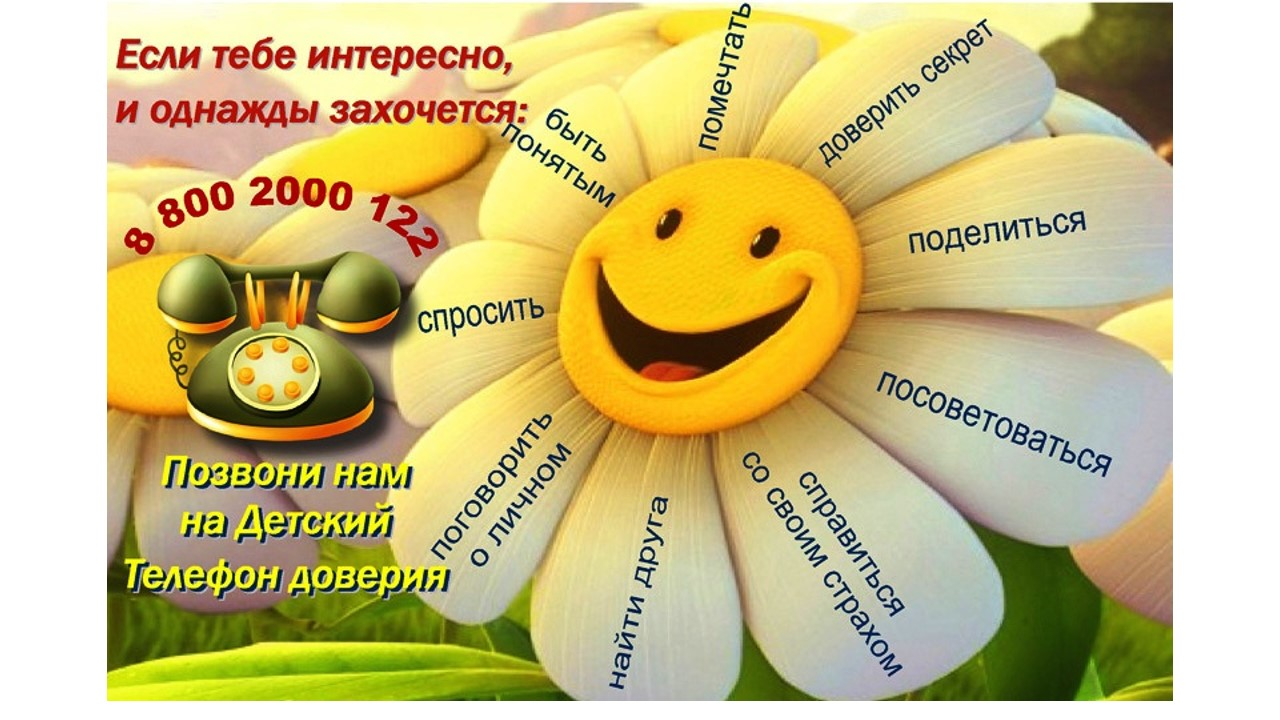 Если тебе интересно,
и однажды захочется:
8 800 2000 122
Позвони нам
на Детский
Телефон доверия
спросить
быть
понятым
помечтать
доверить секрет
поделиться
посоветоваться
справиться
со своим страхом
найти друга
поговорить
о личном